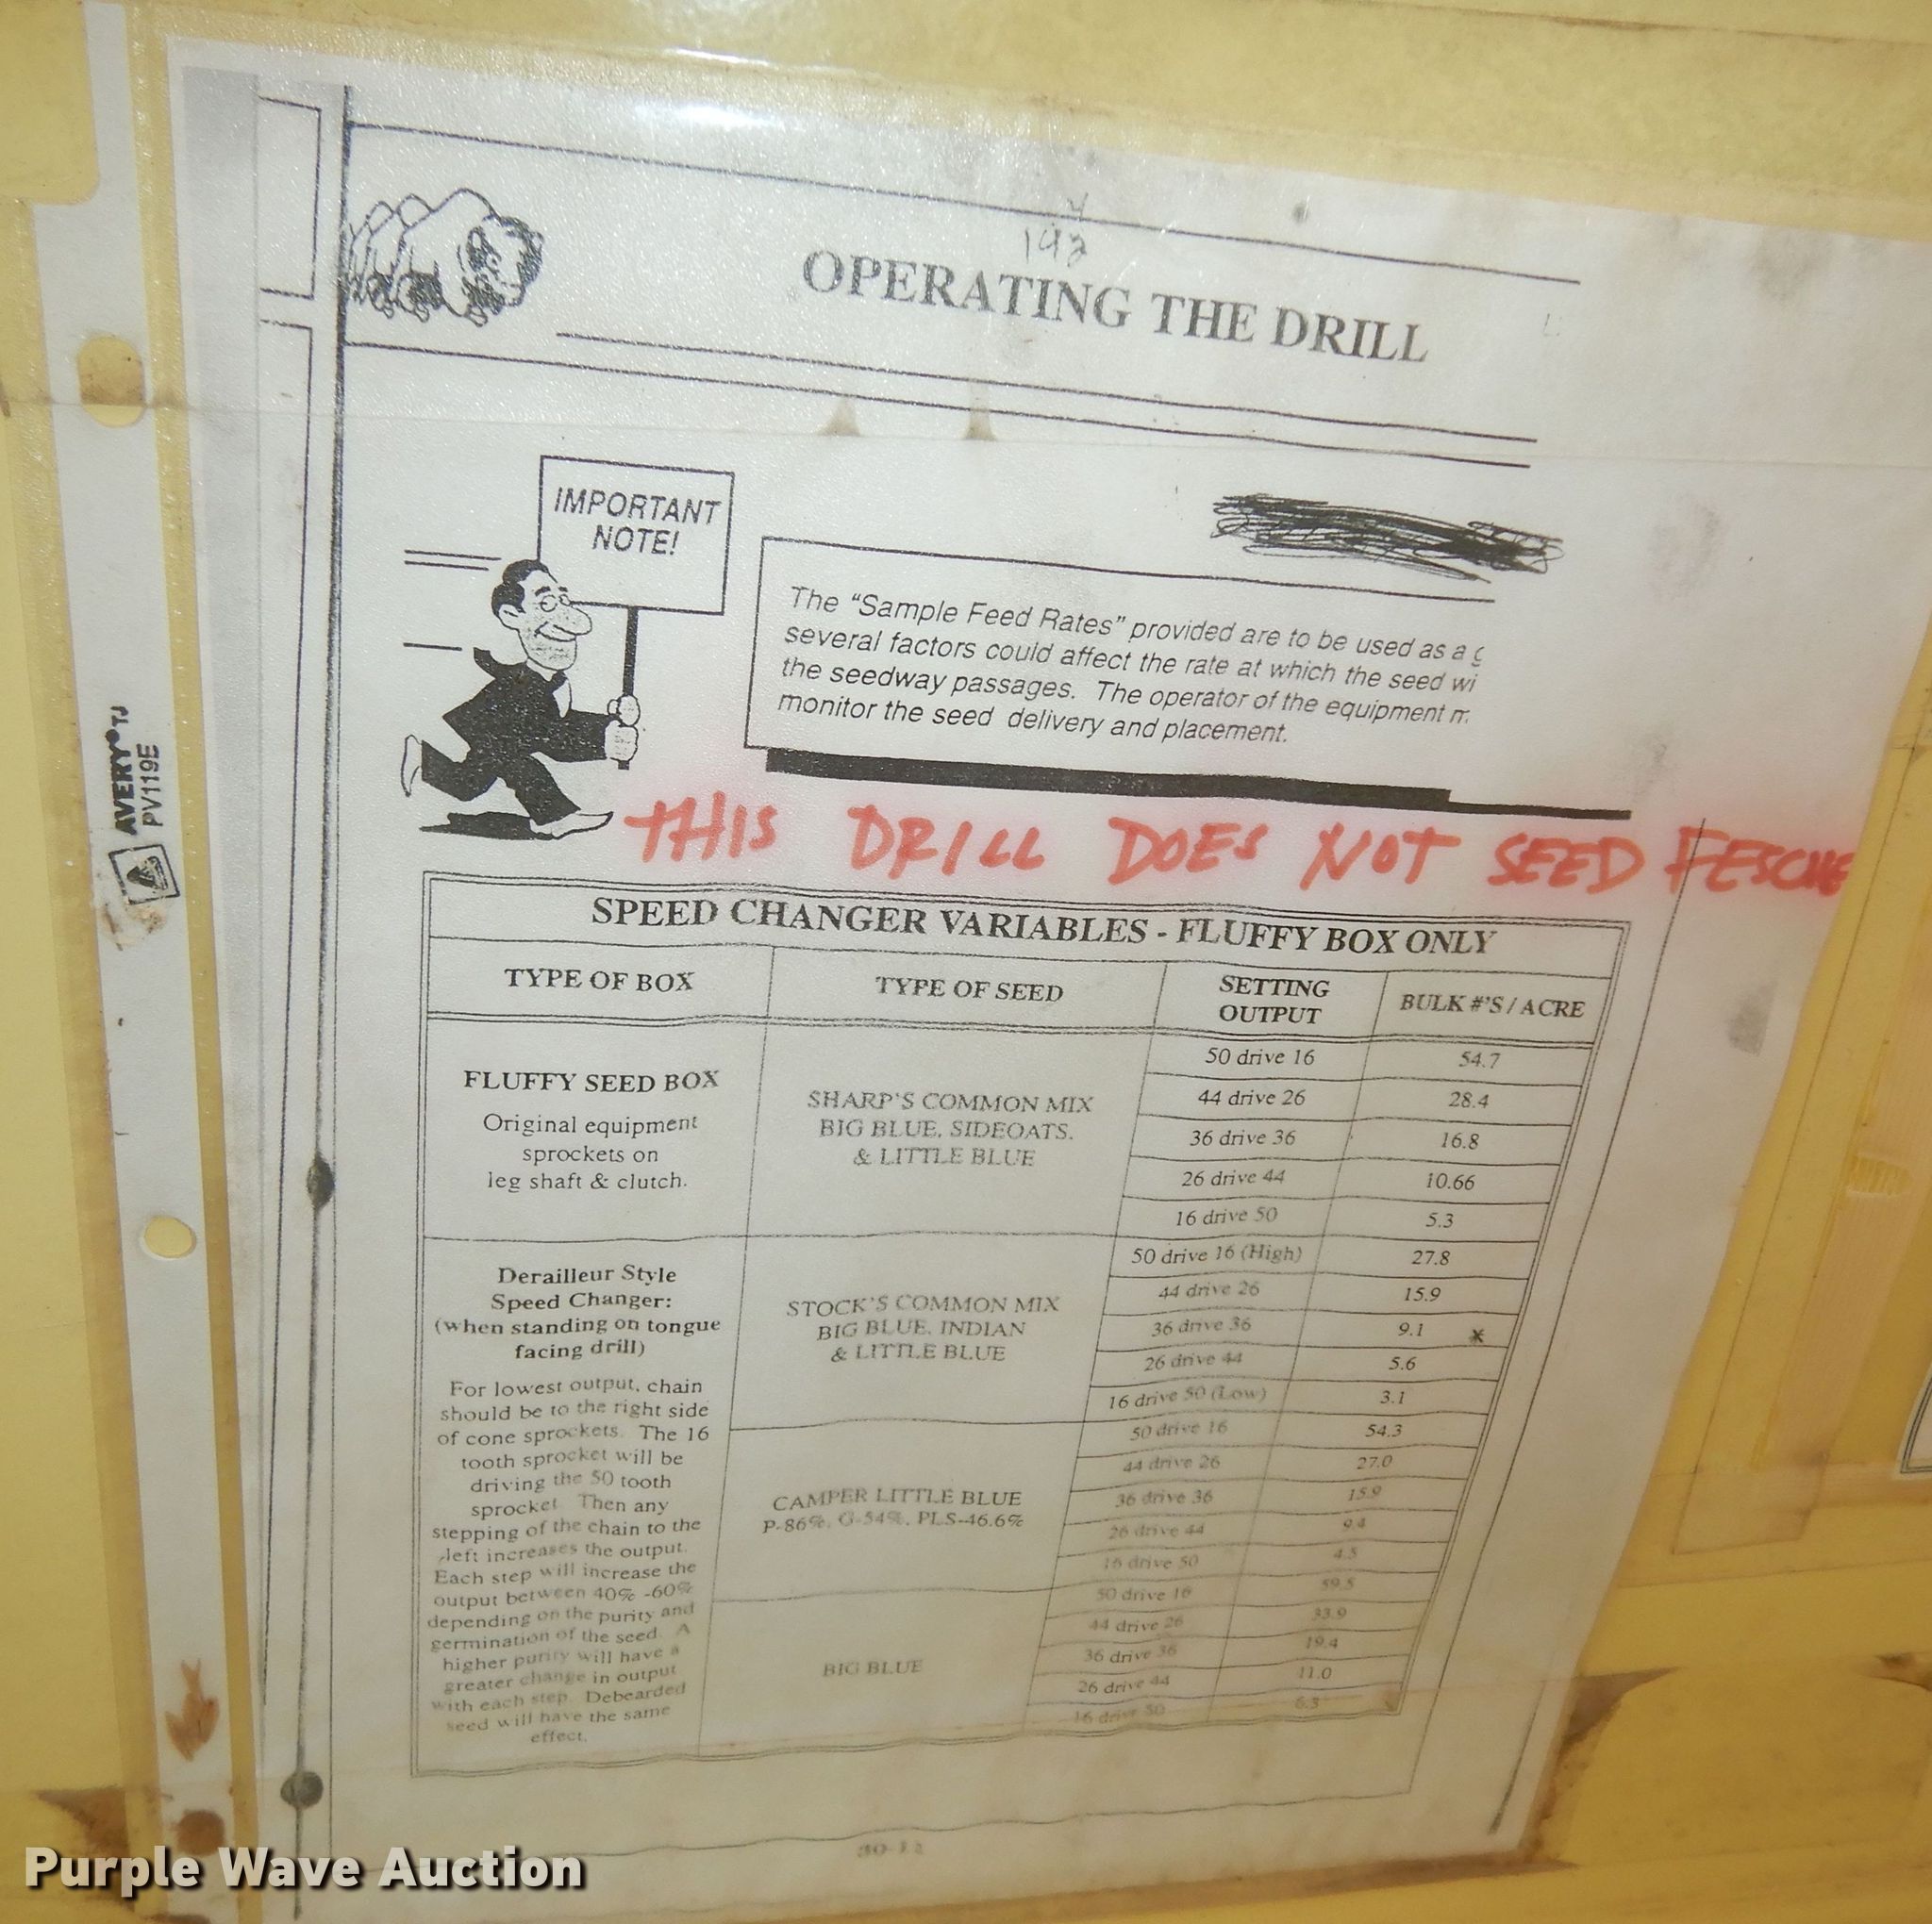 OPERATING THE DRILL
IMPORTANT
NOTE!
The “Sample Feed Rates” provided are to be used as a
several factors could affect the rate at which the seed wi
the seedway passages. The operator of the equipment
monitor the seed delivery and placement.
AVERY® TJ
PV119E
THIS DRILL DOES NOT SEED FESCUE
SPEED CHANGER VARIABLES - FLUFFY BOX ONLY
TYPE OF BOX
TYPE OF SEED
SETTING
OUTPUT
BULK #'S / ACRE
FLUFFY SEED BOX
Original equipment
sprockets on
leg shaft & clutch.
SHARP'S COMMON MIX
BIG BLUE, SIDEOATS,
& LITTLE BLUE
50 drive 16 54.7
44 drive 26 28.4
36 drive 36 16.8
26 drive 44 10.66
16 drive 50 5.3
Derailleur Style
Speed Changer:
(when standing on tongue
facing drill)
For lowest output, chain
should be to the right side
of cone sprockets. The 16
tooth sprocket will be
driving the 50 tooth
sprocket. Then any
stepping of the chain to the
left increases the output.
Each step will increase the
output between 40% -60%
depending on the purity and
germination of the seed. A
higher purity will have a
greater change in output
with each step. Debearded
seed will have the same
effect.
STOCK'S COMMON MIX
BIG BLUE, INDIAN
& LITTLE BLUE
50 drive 16 (High) 27.8
44 drive 26 15.9
36 drive 36 9.1 *
26 drive 44 5.6
16 drive 50 (Low) 3.1
CAMPER LITTLE BLUE
P-86%, G-54%, PLS-46.6%
50 drive 16 54.3
44 drive 26 27.0
36 drive 36 15.9
26 drive 44 9.4
16 drive 50 4.5
BIG BLUE
50 drive 16 59.5
44 drive 26 33.9
36 drive 36 19.4
26 drive 44 11.0
16 drive 50 6.3
Purple Wave Auction